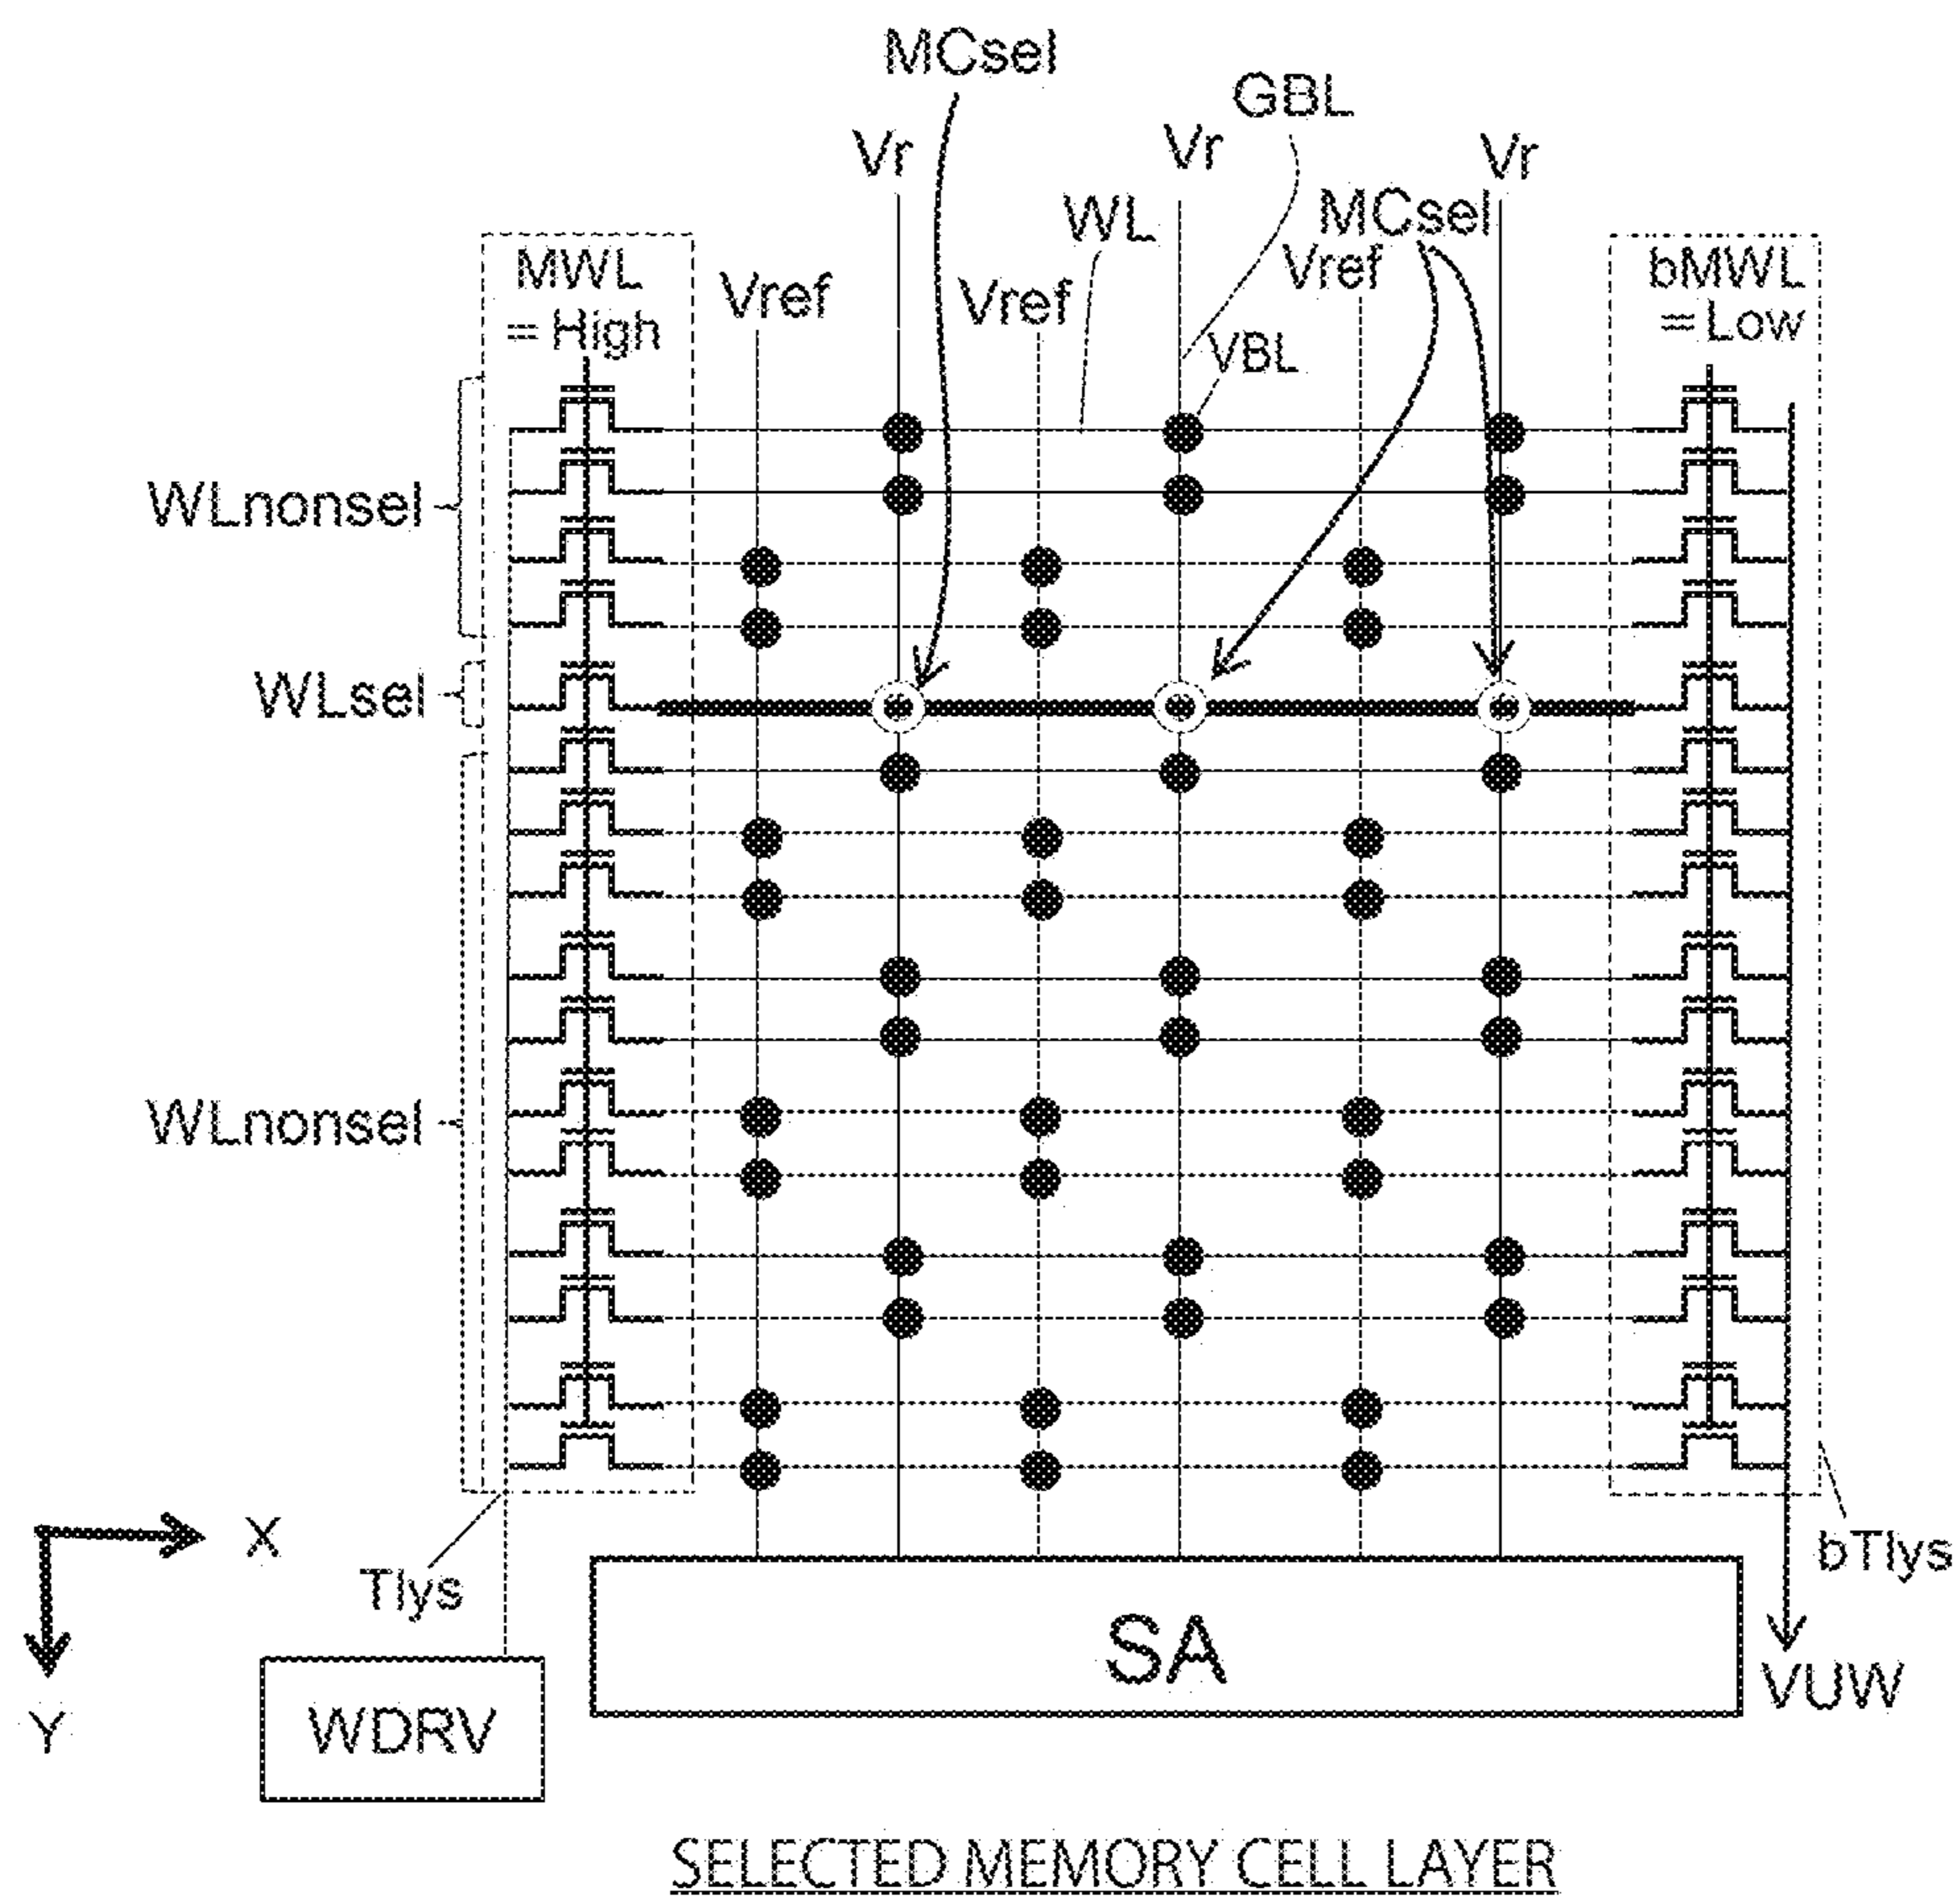 MCsel
GBL
Vr
Vr
Vr
WL
MCsel
MWL
= High
Vref
Vref
Vref
bMWL
= Low
VBL
WLnonsel
WLsel
WLnonsel
X
Tlys
bTlys
SA
VUW
Y
WDRV
SELECTED MEMORY CELL LAYER